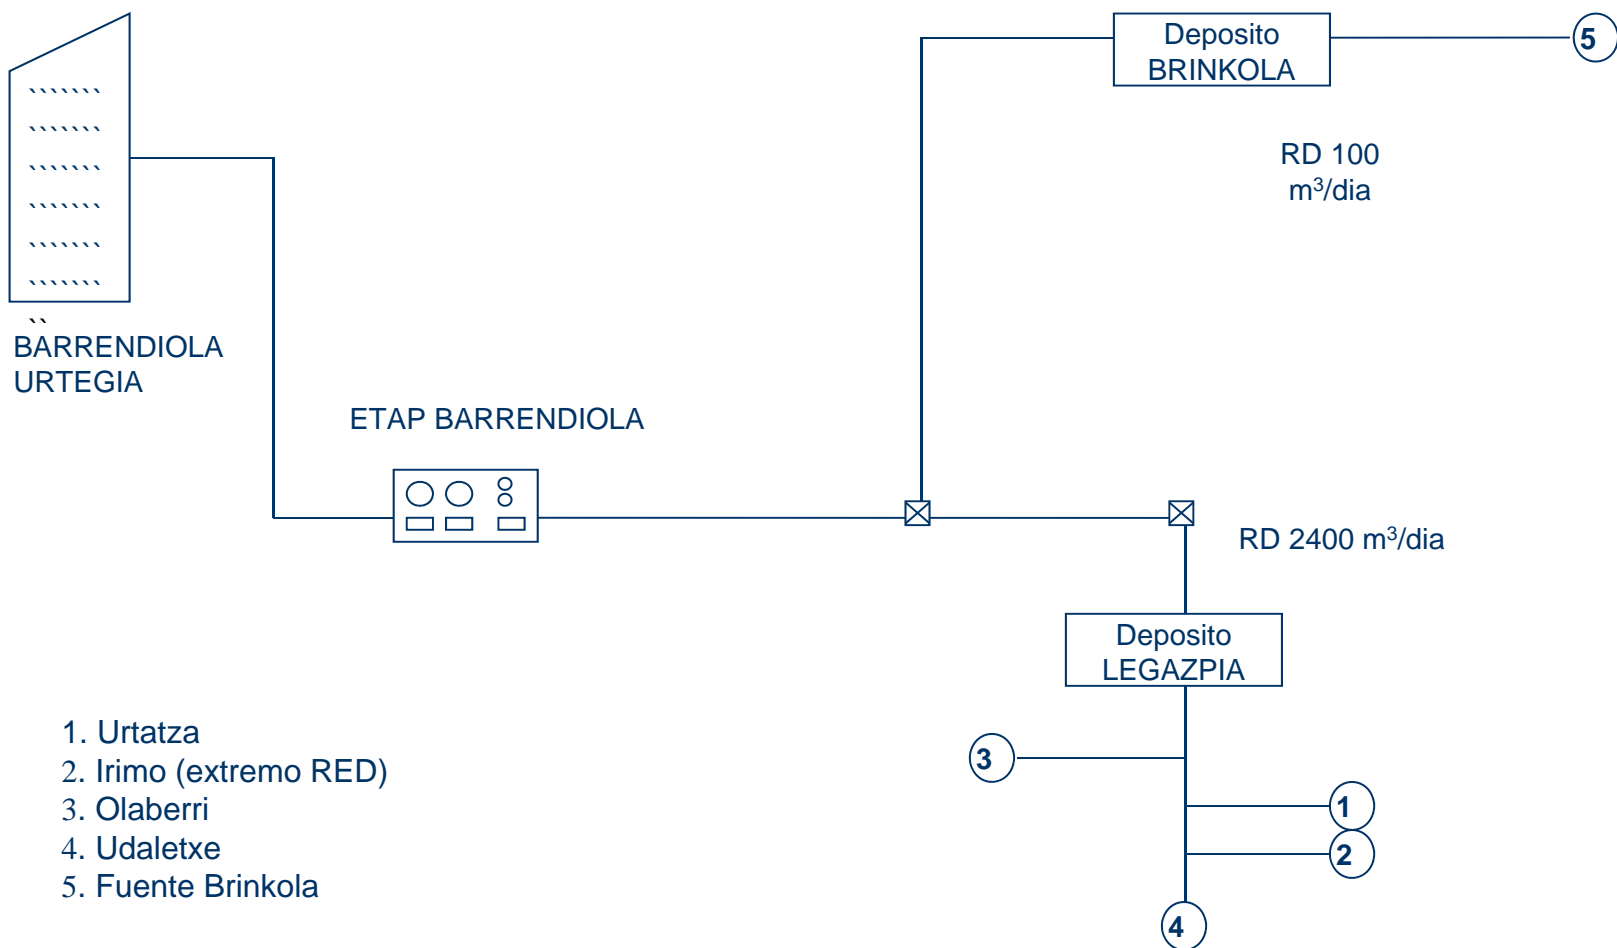 Deposito
BRINKOLA
5
RD 100
m³/dia
```````
```````
```````
```````
```````
```````
``
BARRENDIOLA
URTEGIA
ETAP BARRENDIOLA
RD 2400 m³/dia
Deposito
LEGAZPIA
3
1
2
4
1. Urtatza
2. Irimo (extremo RED)
3. Olaberri
4. Udaletxe
5. Fuente Brinkola